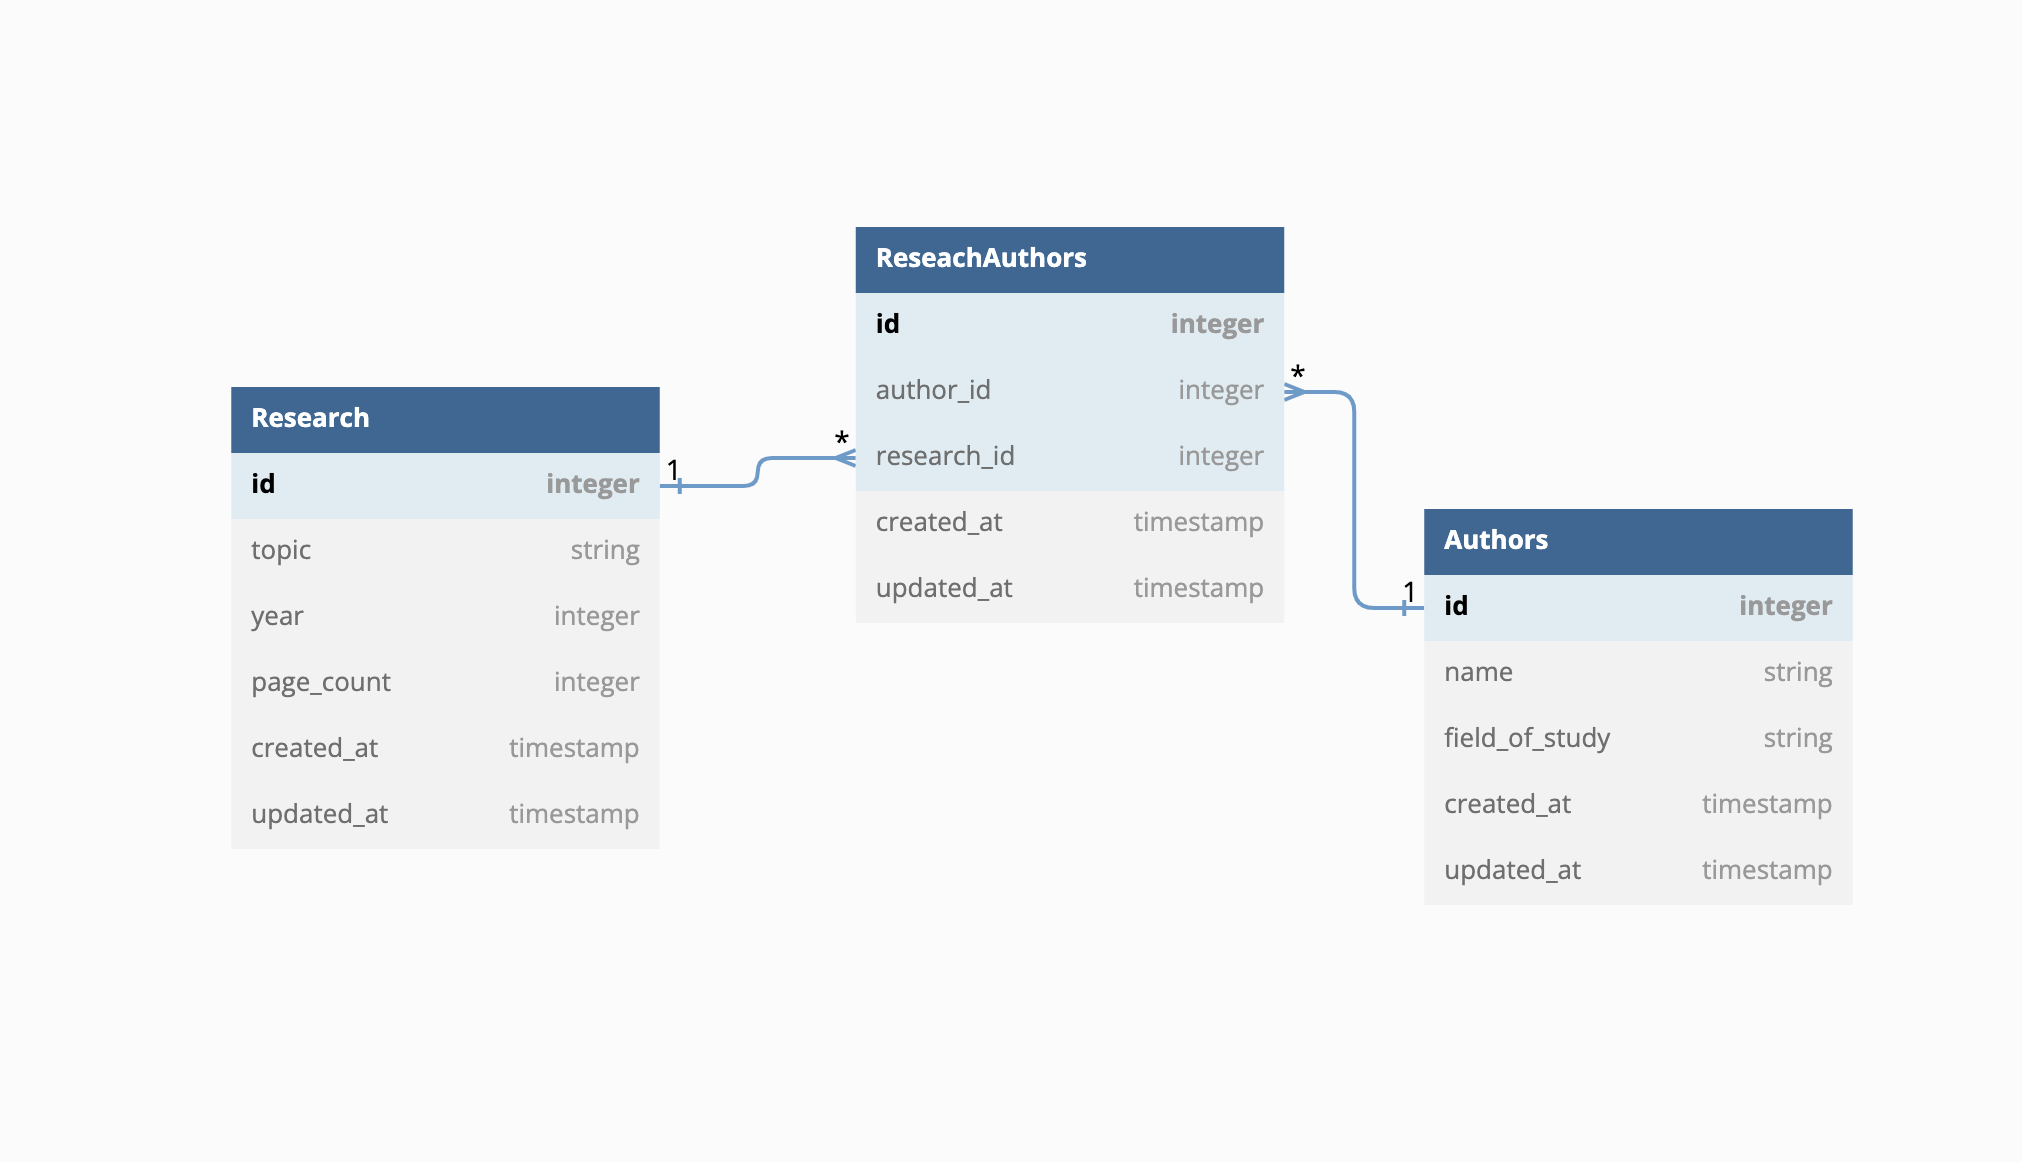 Research
id integer
topic string
year integer
page_count integer
created_at timestamp
updated_at timestamp
1
*
ReseachAuthors
id integer
author_id integer
research_id integer
created_at timestamp
updated_at timestamp
*
1
Authors
id integer
name string
field_of_study string
created_at timestamp
updated_at timestamp